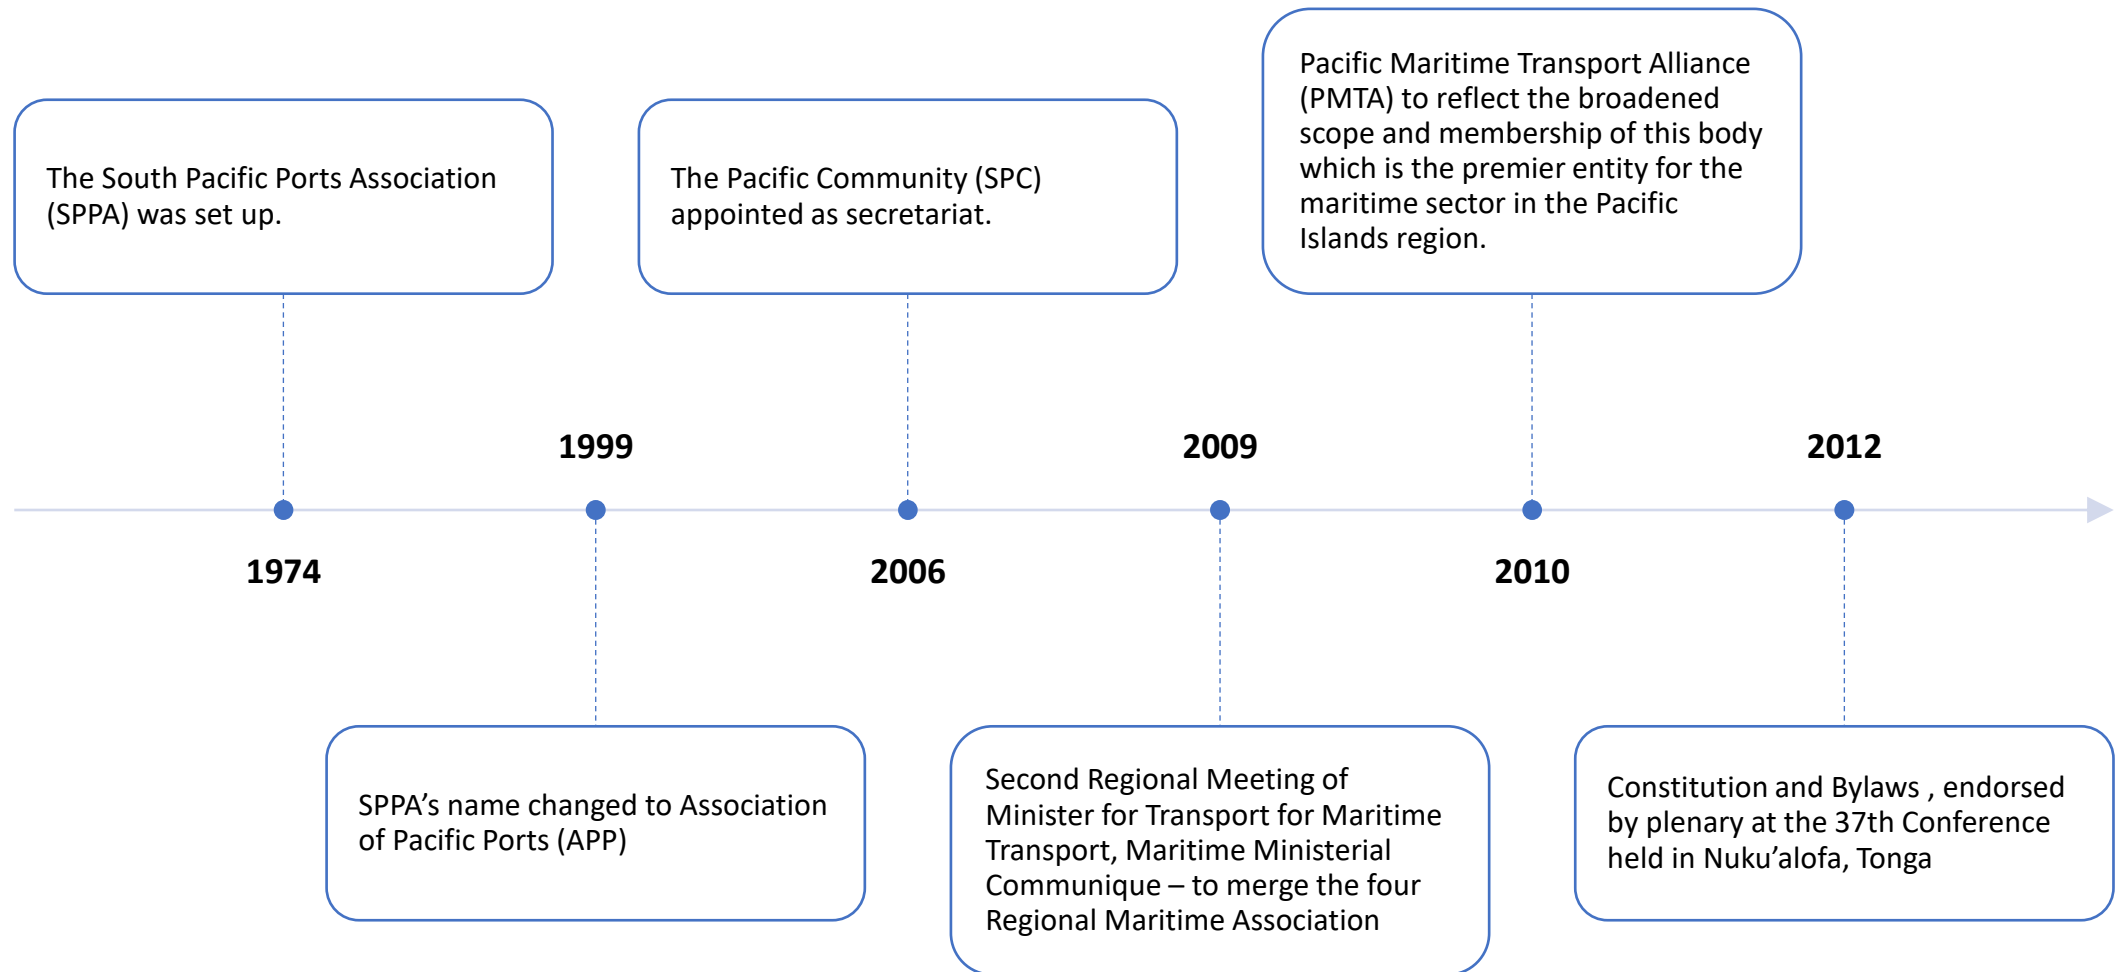 The South Pacific Ports Association
(SPPA) was set up.
1974
1999
SPPA’s name changed to Association
of Pacific Ports (APP)
The Pacific Community (SPC)
appointed as secretariat.
2006
2009
Second Regional Meeting of
Minister for Transport for Maritime
Transport, Maritime Ministerial
Communique – to merge the four
Regional Maritime Association
Pacific Maritime Transport Alliance
(PMTA) to reflect the broadened
scope and membership of this body
which is the premier entity for the
maritime sector in the Pacific
Islands region.
2010
2012
Constitution and Bylaws , endorsed
by plenary at the 37th Conference
held in Nuku’alofa, Tonga